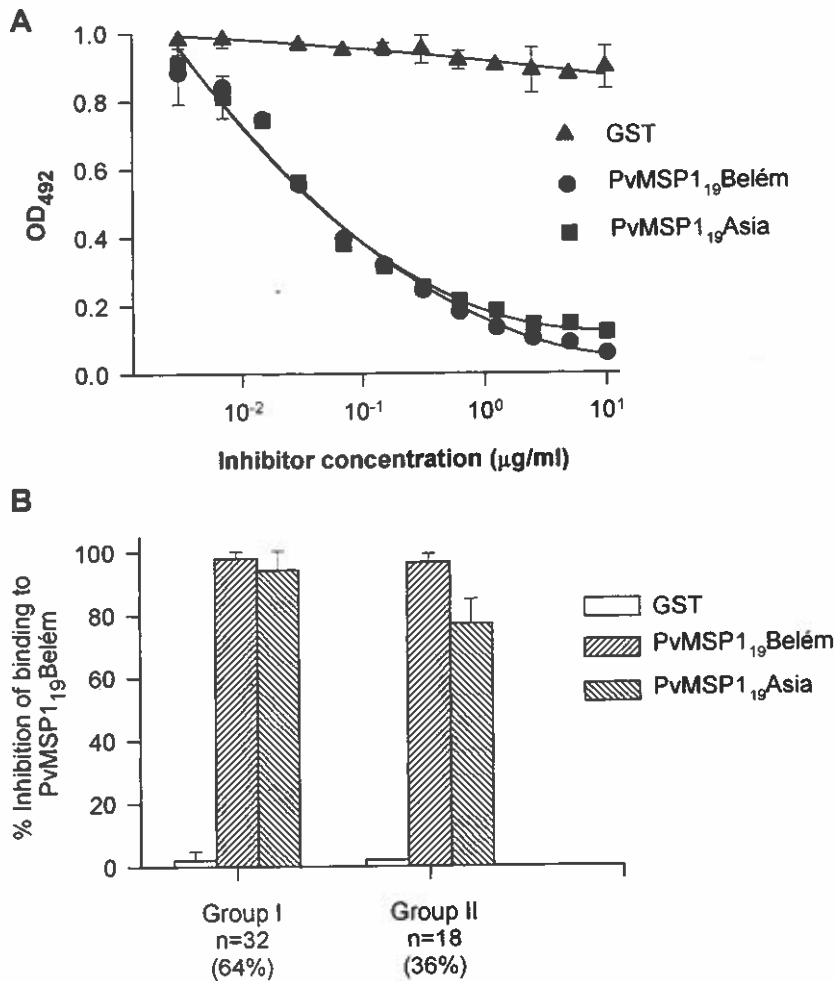 A
OD492
1.0
0.8
0.6
0.4
0.2
0.0
GST
PvMSP119Belém
PvMSP119Asia
10-2
10-1
100
101
Inhibitor concentration (μg/ml)
B
% Inhibition of binding to
PvMSP119Belém
100
80
60
40
20
0
GST
PvMSP119Belém
PvMSP119Asia
Group I
n=32
(64%)
Group II
n=18
(36%)